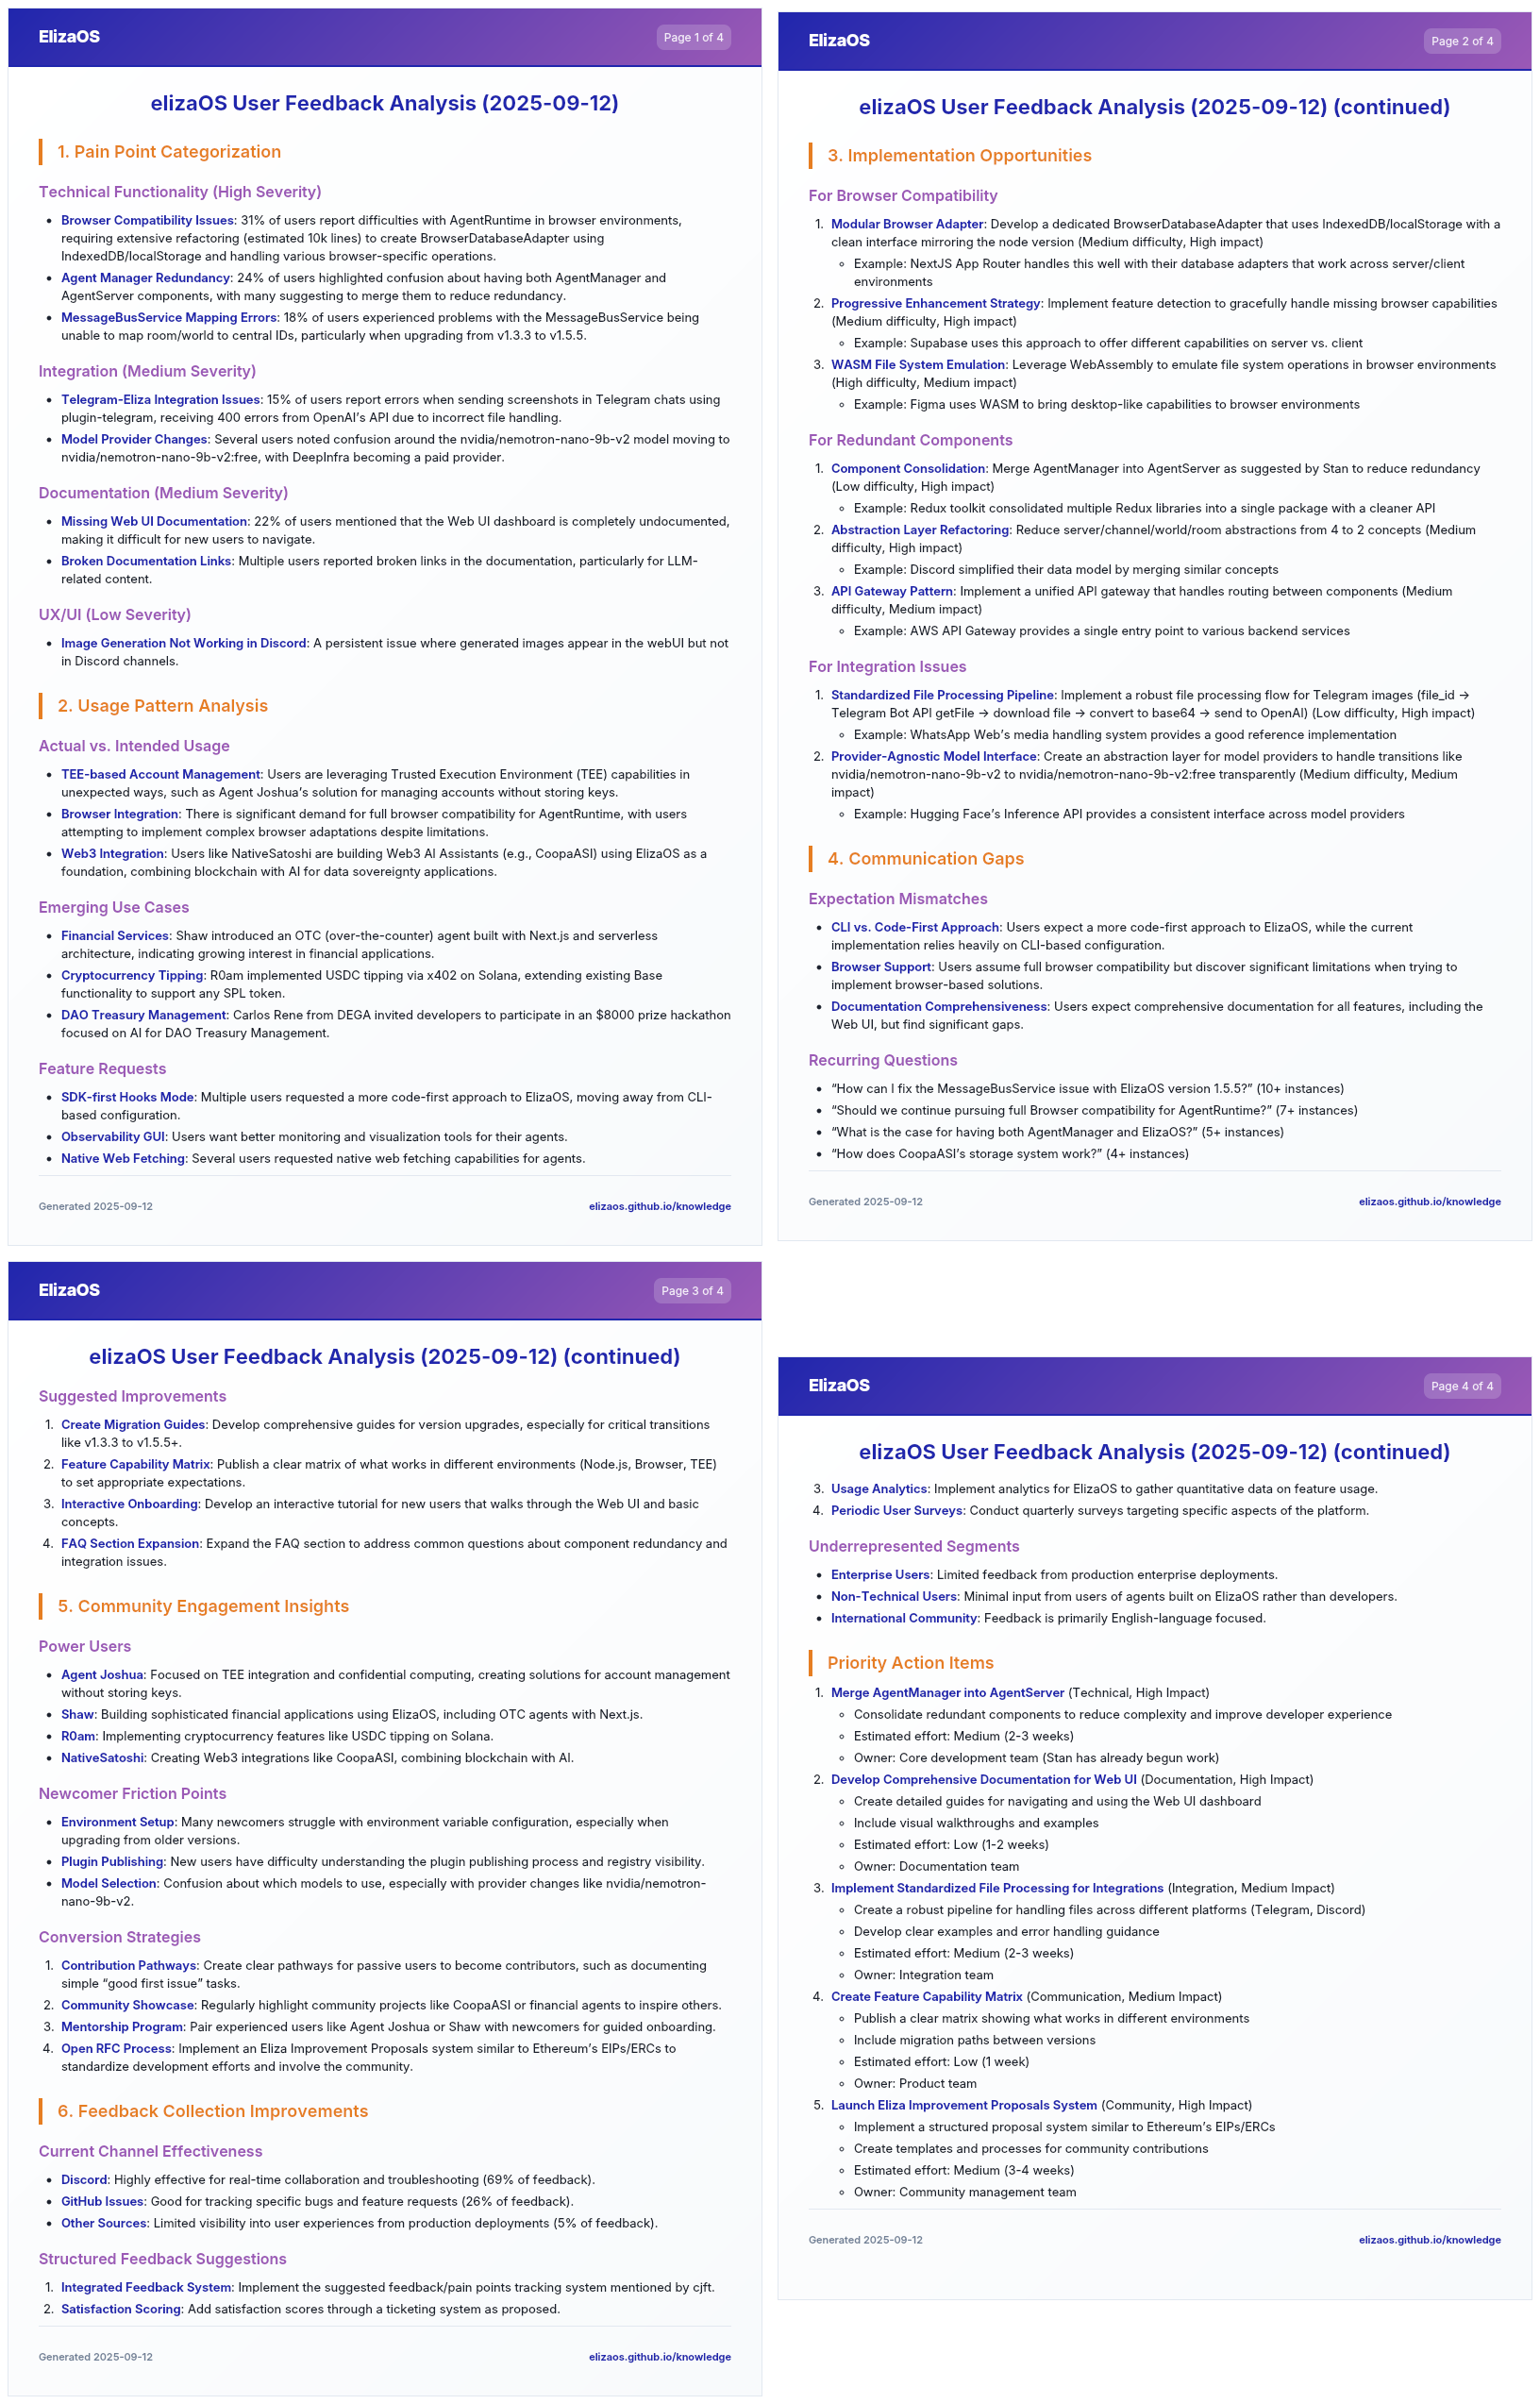 ElizaOS
Page 1 of 4
elizaOS User Feedback Analysis (2025-09-12)
1. Pain Point Categorization
Technical Functionality (High Severity)
• Browser Compatibility Issues: 31% of users report difficulties with AgentRuntime in browser environments,
requiring extensive refactoring (estimated 10k lines) to create BrowserDatabaseAdapter using
IndexedDB/localStorage and handling various browser-specific operations.
• Agent Manager Redundancy: 24% of users highlighted confusion about having both AgentManager and
AgentServer components, with many suggesting to merge them to reduce redundancy.
• MessageBusService Mapping Errors: 18% of users experienced problems with the MessageBusService being
unable to map room/world to central IDs, particularly when upgrading from v1.3.3 to v1.5.5.
Integration (Medium Severity)
• Telegram-Eliza Integration Issues: 15% of users report errors when sending screenshots in Telegram chats using
plugin-telegram, receiving 400 errors from OpenAI’s API due to incorrect file handling.
• Model Provider Changes: Several users noted confusion around the nvidia/nemotron-nano-9b-v2 model moving to
nvidia/nemotron-nano-9b-v2:free, with DeepInfra becoming a paid provider.
Documentation (Medium Severity)
• Missing Web UI Documentation: 22% of users mentioned that the Web UI dashboard is completely undocumented,
making it difficult for new users to navigate.
• Broken Documentation Links: Multiple users reported broken links in the documentation, particularly for LLM-
related content.
UX/UI (Low Severity)
• Image Generation Not Working in Discord: A persistent issue where generated images appear in the webUI but not
in Discord channels.
2. Usage Pattern Analysis
Actual vs. Intended Usage
• TEE-based Account Management: Users are leveraging Trusted Execution Environment (TEE) capabilities in
unexpected ways, such as Agent Joshua’s solution for managing accounts without storing keys.
• Browser Integration: There is significant demand for full browser compatibility for AgentRuntime, with users
attempting to implement complex browser adaptations despite limitations.
• Web3 Integration: Users like NativeSatoshi are building Web3 AI Assistants (e.g., CoopaASI) using ElizaOS as a
foundation, combining blockchain with AI for data sovereignty applications.
Emerging Use Cases
• Financial Services: Shaw introduced an OTC (over-the-counter) agent built with Next.js and serverless
architecture, indicating growing interest in financial applications.
• Cryptocurrency Tipping: R0am implemented USDC tipping via x402 on Solana, extending existing Base
functionality to support any SPL token.
• DAO Treasury Management: Carlos Rene from DEGA invited developers to participate in an $8000 prize hackathon
focused on AI for DAO Treasury Management.
Feature Requests
• SDK-first Hooks Mode: Multiple users requested a more code-first approach to ElizaOS, moving away from CLI-
based configuration.
• Observability GUI: Users want better monitoring and visualization tools for their agents.
• Native Web Fetching: Several users requested native web fetching capabilities for agents.
Generated 2025-09-12
elizaos.github.io/knowledge
ElizaOS
Page 2 of 4
elizaOS User Feedback Analysis (2025-09-12) (continued)
3. Implementation Opportunities
For Browser Compatibility
1. Modular Browser Adapter: Develop a dedicated BrowserDatabaseAdapter that uses IndexedDB/localStorage with a
clean interface mirroring the node version (Medium difficulty, High impact)
◦ Example: NextJS App Router handles this well with their database adapters that work across server/client
environments
2. Progressive Enhancement Strategy: Implement feature detection to gracefully handle missing browser capabilities
(Medium difficulty, High impact)
◦ Example: Supabase uses this approach to offer different capabilities on server vs. client
3. WASM File System Emulation: Leverage WebAssembly to emulate file system operations in browser environments
(High difficulty, Medium impact)
◦ Example: Figma uses WASM to bring desktop-like capabilities to browser environments
For Redundant Components
1. Component Consolidation: Merge AgentManager into AgentServer as suggested by Stan to reduce redundancy
(Low difficulty, High impact)
◦ Example: Redux toolkit consolidated multiple Redux libraries into a single package with a cleaner API
2. Abstraction Layer Refactoring: Reduce server/channel/world/room abstractions from 4 to 2 concepts (Medium
difficulty, High impact)
◦ Example: Discord simplified their data model by merging similar concepts
3. API Gateway Pattern: Implement a unified API gateway that handles routing between components (Medium
difficulty, Medium impact)
◦ Example: AWS API Gateway provides a single entry point to various backend services
For Integration Issues
1. Standardized File Processing Pipeline: Implement a robust file processing flow for Telegram images (file_id →
Telegram Bot API getFile → download file → convert to base64 → send to OpenAI) (Low difficulty, High impact)
◦ Example: WhatsApp Web’s media handling system provides a good reference implementation
2. Provider-Agnostic Model Interface: Create an abstraction layer for model providers to handle transitions like
nvidia/nemotron-nano-9b-v2 to nvidia/nemotron-nano-9b-v2:free transparently (Medium difficulty, Medium
impact)
◦ Example: Hugging Face’s Inference API provides a consistent interface across model providers
4. Communication Gaps
Expectation Mismatches
• CLI vs. Code-First Approach: Users expect a more code-first approach to ElizaOS, while the current
implementation relies heavily on CLI-based configuration.
• Browser Support: Users assume full browser compatibility but discover significant limitations when trying to
implement browser-based solutions.
• Documentation Comprehensiveness: Users expect comprehensive documentation for all features, including the
Web UI, but find significant gaps.
Recurring Questions
• “How can I fix the MessageBusService issue with ElizaOS version 1.5.5?” (10+ instances)
• “Should we continue pursuing full Browser compatibility for AgentRuntime?” (7+ instances)
• “What is the case for having both AgentManager and ElizaOS?” (5+ instances)
• “How does CoopaASI’s storage system work?” (4+ instances)
Generated 2025-09-12
elizaos.github.io/knowledge
ElizaOS
Page 3 of 4
elizaOS User Feedback Analysis (2025-09-12) (continued)
Suggested Improvements
1. Create Migration Guides: Develop comprehensive guides for version upgrades, especially for critical transitions
like v1.3.3 to v1.5.5+.
2. Feature Capability Matrix: Publish a clear matrix of what works in different environments (Node.js, Browser, TEE)
to set appropriate expectations.
3. Interactive Onboarding: Develop an interactive tutorial for new users that walks through the Web UI and basic
concepts.
4. FAQ Section Expansion: Expand the FAQ section to address common questions about component redundancy and
integration issues.
5. Community Engagement Insights
Power Users
• Agent Joshua: Focused on TEE integration and confidential computing, creating solutions for account management
without storing keys.
• Shaw: Building sophisticated financial applications using ElizaOS, including OTC agents with Next.js.
• R0am: Implementing cryptocurrency features like USDC tipping on Solana.
• NativeSatoshi: Creating Web3 integrations like CoopaASI, combining blockchain with AI.
Newcomer Friction Points
• Environment Setup: Many newcomers struggle with environment variable configuration, especially when
upgrading from older versions.
• Plugin Publishing: New users have difficulty understanding the plugin publishing process and registry visibility.
• Model Selection: Confusion about which models to use, especially with provider changes like nvidia/nemotron-
nano-9b-v2.
Conversion Strategies
1. Contribution Pathways: Create clear pathways for passive users to become contributors, such as documenting
simple “good first issue” tasks.
2. Community Showcase: Regularly highlight community projects like CoopaASI or financial agents to inspire others.
3. Mentorship Program: Pair experienced users like Agent Joshua or Shaw with newcomers for guided onboarding.
4. Open RFC Process: Implement an Eliza Improvement Proposals system similar to Ethereum’s EIPs/ERCs to
standardize development efforts and involve the community.
6. Feedback Collection Improvements
Current Channel Effectiveness
• Discord: Highly effective for real-time collaboration and troubleshooting (69% of feedback).
• GitHub Issues: Good for tracking specific bugs and feature requests (26% of feedback).
• Other Sources: Limited visibility into user experiences from production deployments (5% of feedback).
Structured Feedback Suggestions
1. Integrated Feedback System: Implement the suggested feedback/pain points tracking system mentioned by cjft.
2. Satisfaction Scoring: Add satisfaction scores through a ticketing system as proposed.
Generated 2025-09-12
elizaos.github.io/knowledge
ElizaOS
Page 4 of 4
elizaOS User Feedback Analysis (2025-09-12) (continued)
3. Usage Analytics: Implement analytics for ElizaOS to gather quantitative data on feature usage.
4. Periodic User Surveys: Conduct quarterly surveys targeting specific aspects of the platform.
Underrepresented Segments
• Enterprise Users: Limited feedback from production enterprise deployments.
• Non-Technical Users: Minimal input from users of agents built on ElizaOS rather than developers.
• International Community: Feedback is primarily English-language focused.
Priority Action Items
1. Merge AgentManager into AgentServer (Technical, High Impact)
◦ Consolidate redundant components to reduce complexity and improve developer experience
◦ Estimated effort: Medium (2-3 weeks)
◦ Owner: Core development team (Stan has already begun work)
2. Develop Comprehensive Documentation for Web UI (Documentation, High Impact)
◦ Create detailed guides for navigating and using the Web UI dashboard
◦ Include visual walkthroughs and examples
◦ Estimated effort: Low (1-2 weeks)
◦ Owner: Documentation team
3. Implement Standardized File Processing for Integrations (Integration, Medium Impact)
◦ Create a robust pipeline for handling files across different platforms (Telegram, Discord)
◦ Develop clear examples and error handling guidance
◦ Estimated effort: Medium (2-3 weeks)
◦ Owner: Integration team
4. Create Feature Capability Matrix (Communication, Medium Impact)
◦ Publish a clear matrix showing what works in different environments
◦ Include migration paths between versions
◦ Estimated effort: Low (1 week)
◦ Owner: Product team
5. Launch Eliza Improvement Proposals System (Community, High Impact)
◦ Implement a structured proposal system similar to Ethereum’s EIPs/ERCs
◦ Create templates and processes for community contributions
◦ Estimated effort: Medium (3-4 weeks)
◦ Owner: Community management team
Generated 2025-09-12
elizaos.github.io/knowledge